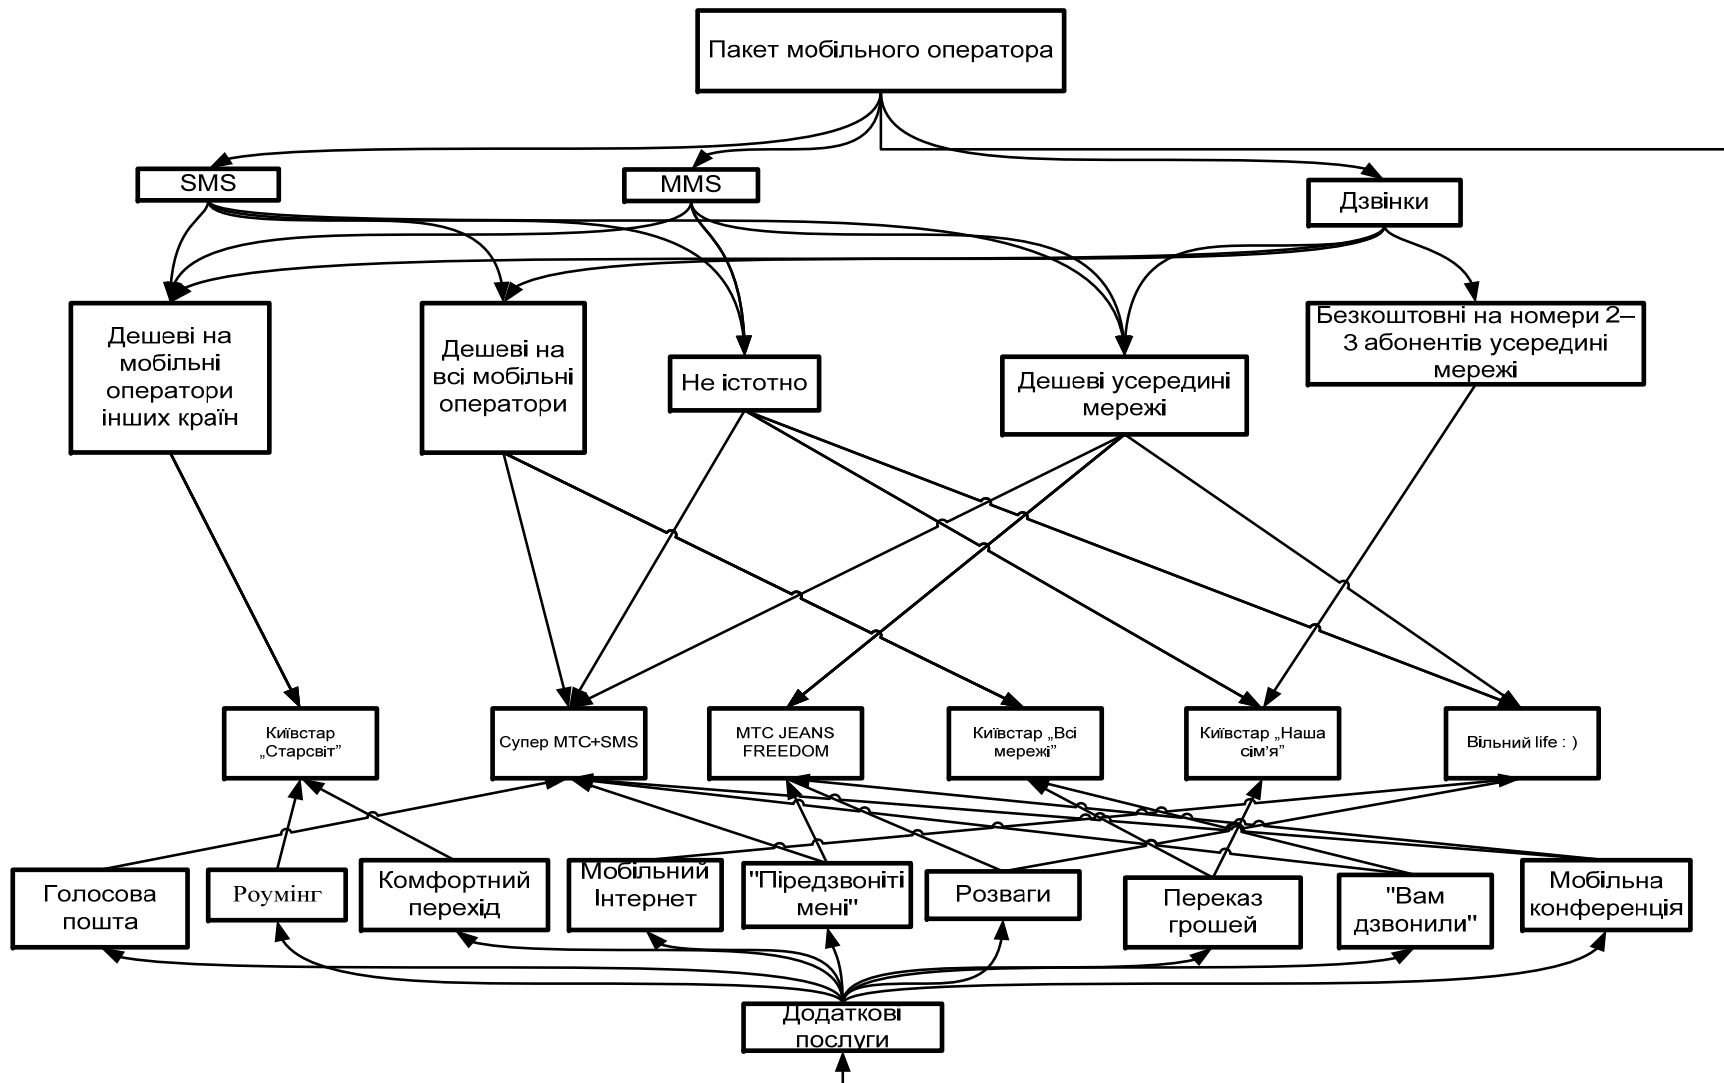 Пакет мобільного оператора
SMS
MMS
Дзвінки
Дешеві на
мобільні
оператори
інших країн
Дешеві на
всі мобільні
оператори
Не істотно
Дешеві усередині
мережі
Безкоштовні на номери 2–
3 абонентів усередині
мережі
Київстар
„Старсвіт”
Супер МТС+SMS
МТС JEANS
FREEDOM
Київстар „Всі
мережі”
Київстар „Наша
сім’я”
Вільний life : )
Голосова
пошта
Роумінг
Комфортний
перехід
Мобільний
Інтернет
"Піредзвоніті
мені"
Розваги
Переказ
грошей
"Вам
дзвонили"
Мобільна
конференція
Додаткові
послуги